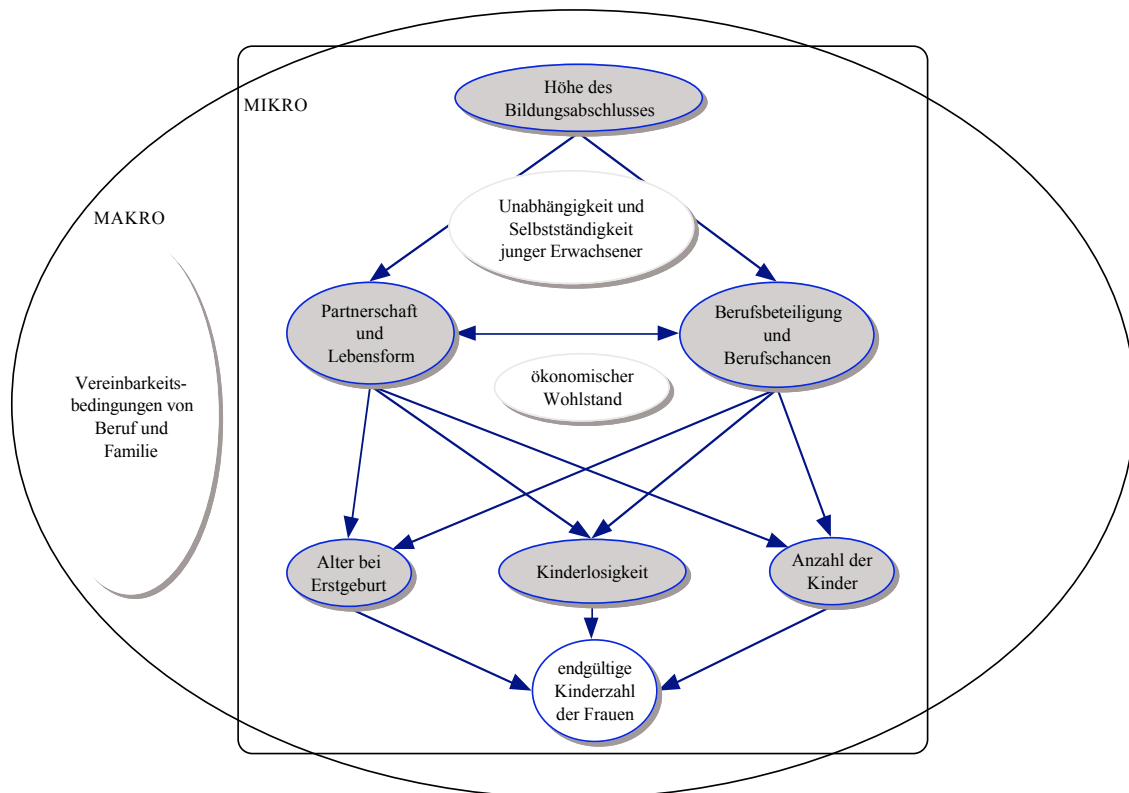 MIKRO
Höhe des
Bildungsabschlusses
MAKRO
Unabhängigkeit und
Selbstständigkeit
junger Erwachsener
Partnerschaft
und
Lebensform
Berufsbeteiligung
und
Berufschancen
Vereinbarkeits-
bedingungen von
Beruf und
Familie
ökonomischer
Wohlstand
Alter bei
Erstgeburt
Kinderlosigkeit
Anzahl der
Kinder
endgültige
Kinderzahl
der Frauen